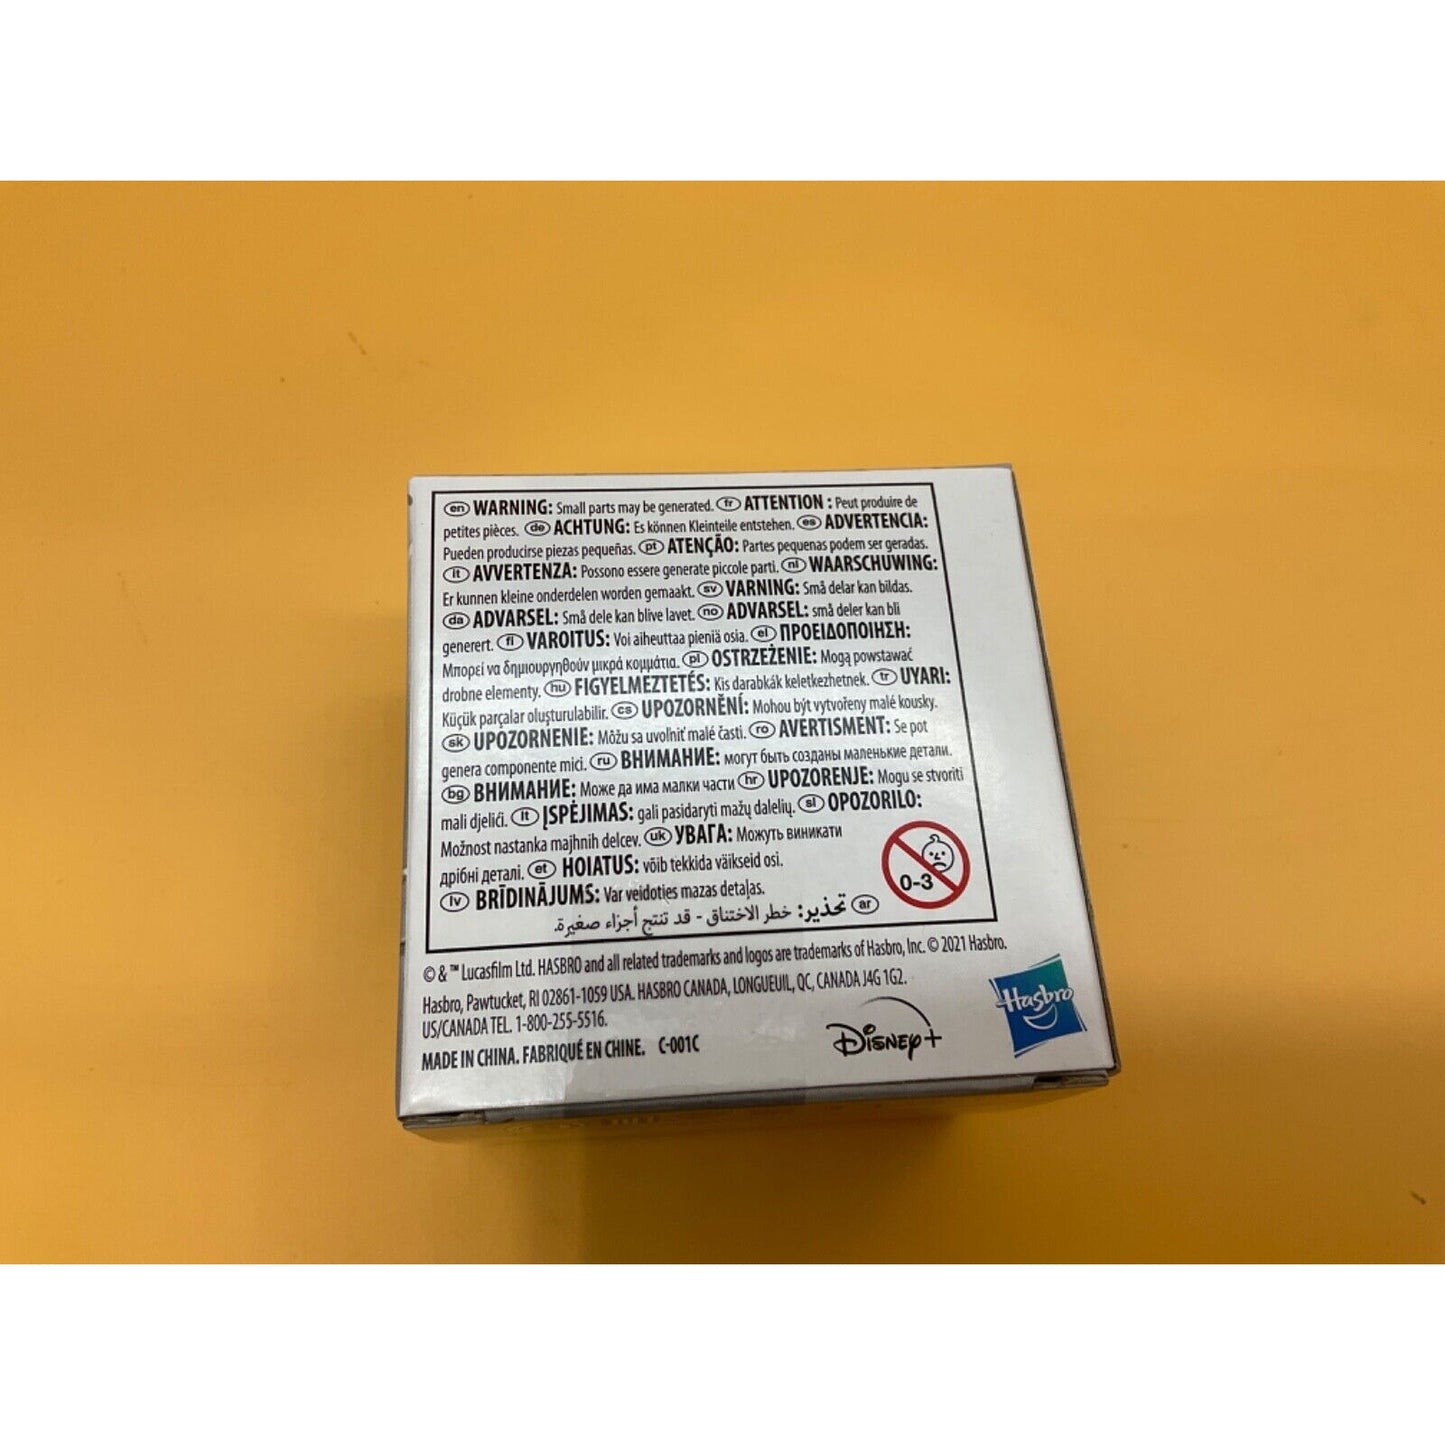 en WARNING: Small parts may be generated. fr ATTENTION : Peut produire de
petites pièces. de ACHTUNG: Es können Kleinteile entstehen. es ADVERTENCIA:
Pueden producirse piezas pequeñas. pt ATENÇÃO: Partes pequenas podem ser geradas.
it AVVERTENZA: Possono essere generate piccole parti. nl WAARSCHUWING:
Er kunnen kleine onderdelen worden gemaakt. sv VARNING: Små delar kan bildas.
da ADVARSEL: Små dele kan blive lavet. no ADVARSEL: små deler kan bli
generert. fi VAROITUS: Voi aiheuttaa pieniä osia. el ΠΡΟΕΙΔΟΠΟΙΗΣΗ:
Μπορεί να δημιουργηθούν μικρά κομμάτια. pl OSTRZEŻENIE: Mogą powstawać
drobne elementy. hu FIGYELMEZTETÉS: Kis darabkák keletkezhetnek. tr UYARI:
Küçük parçalar oluşturulabilir. cs UPOZORNĚNÍ: Mohou být vytvořeny malé kousky.
sk UPOZORNENIE: Môžu sa uvoľniť malé časti. ro AVERTISMENT: Se pot
genera componente mici. ru ВНИМАНИЕ: могут быть созданы маленькие детали.
bg ВНИМАНИЕ: Може да има малки части hr UPOZORENJE: Mogu se stvoriti
mali djelići. lt ĮSPĖJIMAS: gali pasidaryti mažų dalelių. sl OPOZORILO:
Možnost nastanka majhnih delcev. uk УВАГА: Можуть виникати
дрібні деталі. et HOIATUS: võib tekkida väikseid osi.
lv BRĪDINĀJUMS: Var veidoties mazas detaļas.
ar تحذير: خطر الاختناق - قد تنتج أجزاء صغيرة.
0-3
© & ™ Lucasfilm Ltd. HASBRO and all related trademarks and logos are trademarks of Hasbro, Inc. © 2021 Hasbro.
Hasbro, Pawtucket, RI 02861-1059 USA. HASBRO CANADA, LONGUEUIL, QC, CANADA J4G 1G2.
US/CANADA TEL. 1-800-255-5516.
MADE IN CHINA. FABRIQUÉ EN CHINE. C-001C
Disney+
Hasbro